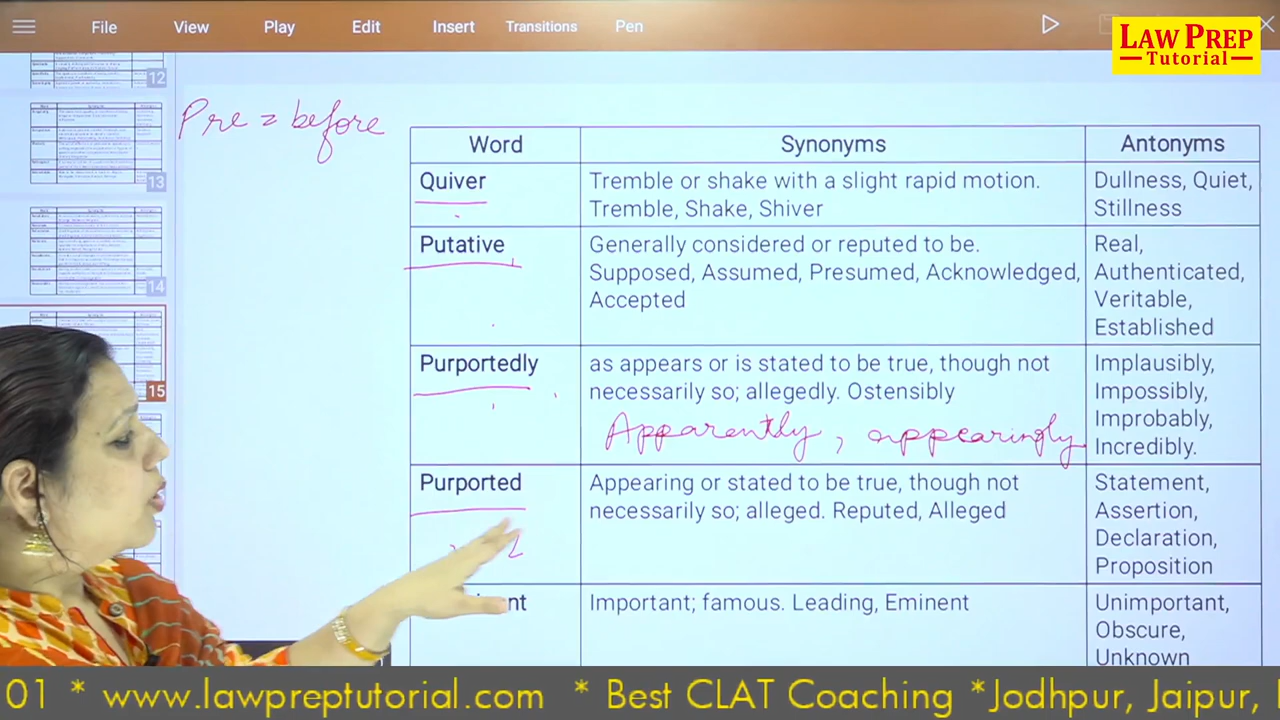 File View Play Edit Insert Transitions Pen
LAW PREP
Tutorial
12
13
14
15
Pre = before
Word Synonyms Antonyms
Quiver Tremble or shake with a slight rapid motion. Dullness, Quiet,
Tremble, Shake, Stillness.
Putative Generally considered or reputed to be. Real,
Supposed, Assumed, Presumed, Acknowledged, Authenticated,
Accepted Veritable,
Established
Purportedly as appears or is stated to be true, though not Implausibly,
necessarily so; allegedly. Ostensibly Impossibly,
Apparently, appearingly Improbably,
Incredibly.
Purported Appearing or stated to be true, though not Statement,
necessarily so; alleged. Reputed, Alleged Assertion,
Declaration,
Proposition
Important; famous. Leading, Eminent Unimportant,
Obscure,
Unknown
01 * www.lawpreptutorial.com * Best CLAT Coaching *Jodhpur, Jaipur,